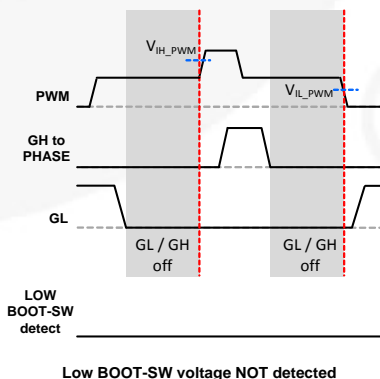 V_IH_PWM
V_IL_PWM
PWM
GH to
PHASE
GL
GL / GH
off
GL / GH
off
LOW
BOOT-SW
detect
Low BOOT-SW voltage NOT detected